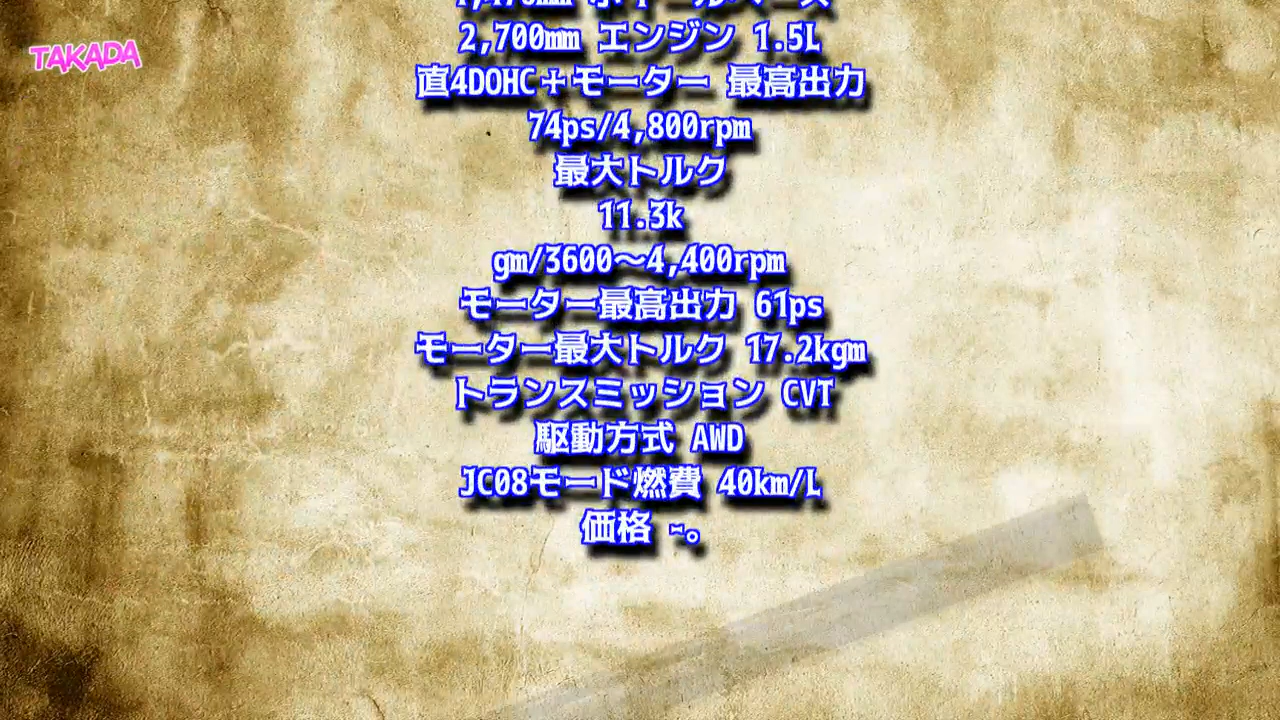 TAKADA
2,700mm エンジン 1.5L
直4DOHC＋モーター 最高出力
74ps/4,800rpm
最大トルク
11.3k
gm/3600～4,400rpm
モーター最高出力 61ps
モーター最大トルク 17.2kgm
トランスミッション CVT
駆動方式 AWD
JC08モード燃費 40km/L
価格 -。